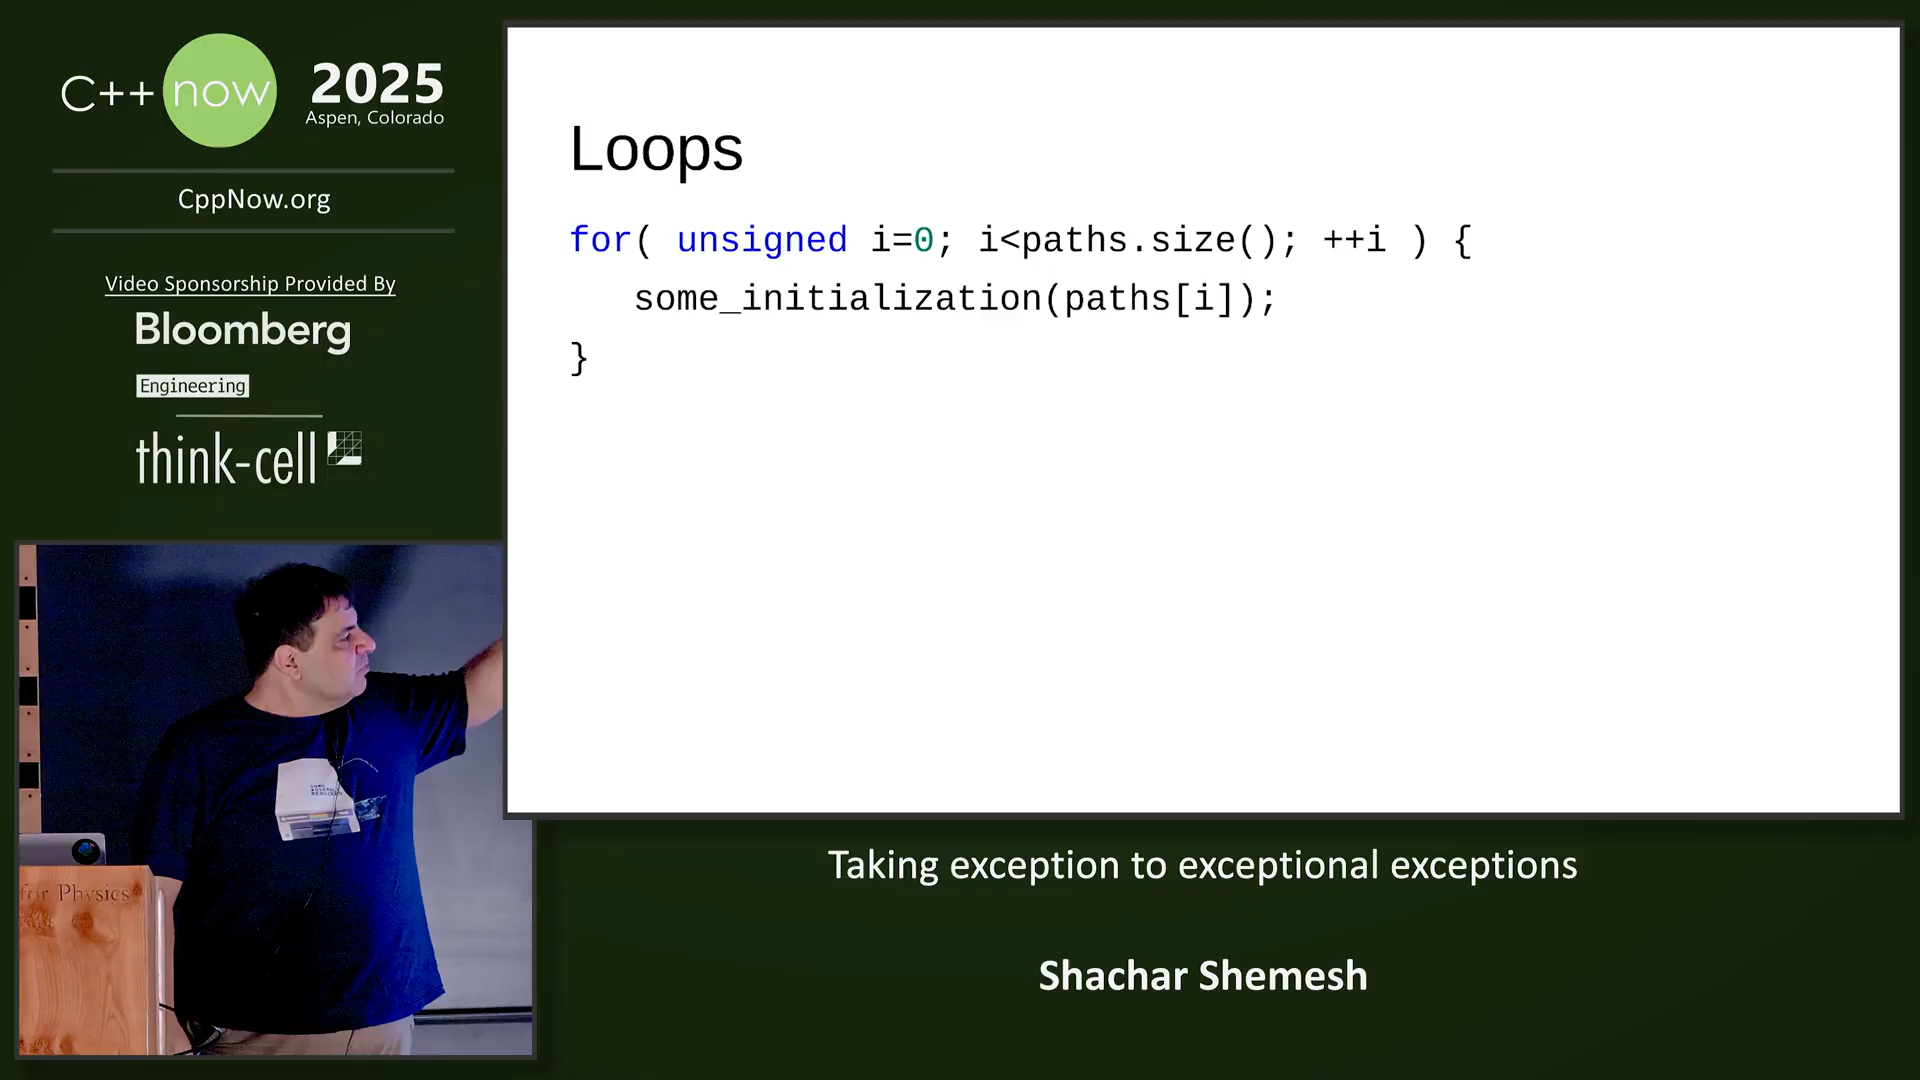 C++ now 2025
Aspen, Colorado
CppNow.org
Video Sponsorship Provided By
Bloomberg
Engineering
think-cell
Loops
for( unsigned i=0; i<paths.size(); ++i ) {
some_initialization(paths[i]);
}
for Physics
Taking exception to exceptional exceptions
Shachar Shemesh